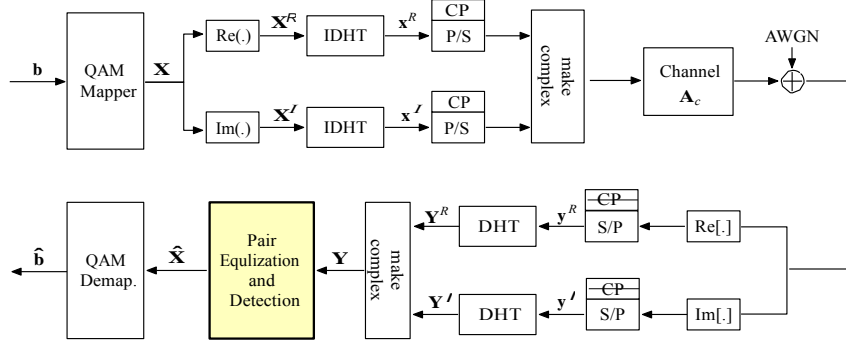 b
QAM
Mapper
X
Re(.)
X^R
IDHT
x^R
CP
P/S
Im(.)
X^I
IDHT
x^I
CP
P/S
make
complex
Channel
A_c
AWGN
b̂
QAM
Demap.
X̂
Pair
Equlization
and
Detection
Y
make
complex
Y^R
DHT
y^R
CP
S/P
Re[.]
Y^I
DHT
y^I
CP
S/P
Im[.]